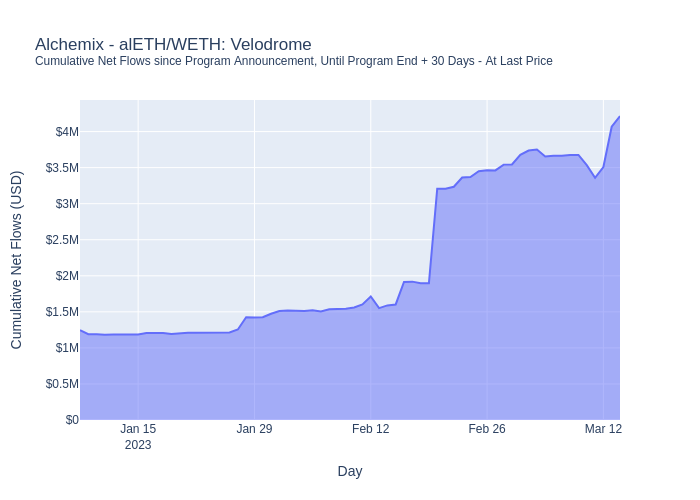 Alchemix - alETH/WETH: Velodrome
Cumulative Net Flows since Program Announcement, Until Program End + 30 Days - At Last Price
Cumulative Net Flows (USD)
$4M
$3.5M
$3M
$2.5M
$2M
$1.5M
$1M
$0.5M
$0
Jan 15
2023
Jan 29
Feb 12
Feb 26
Mar 12
Day